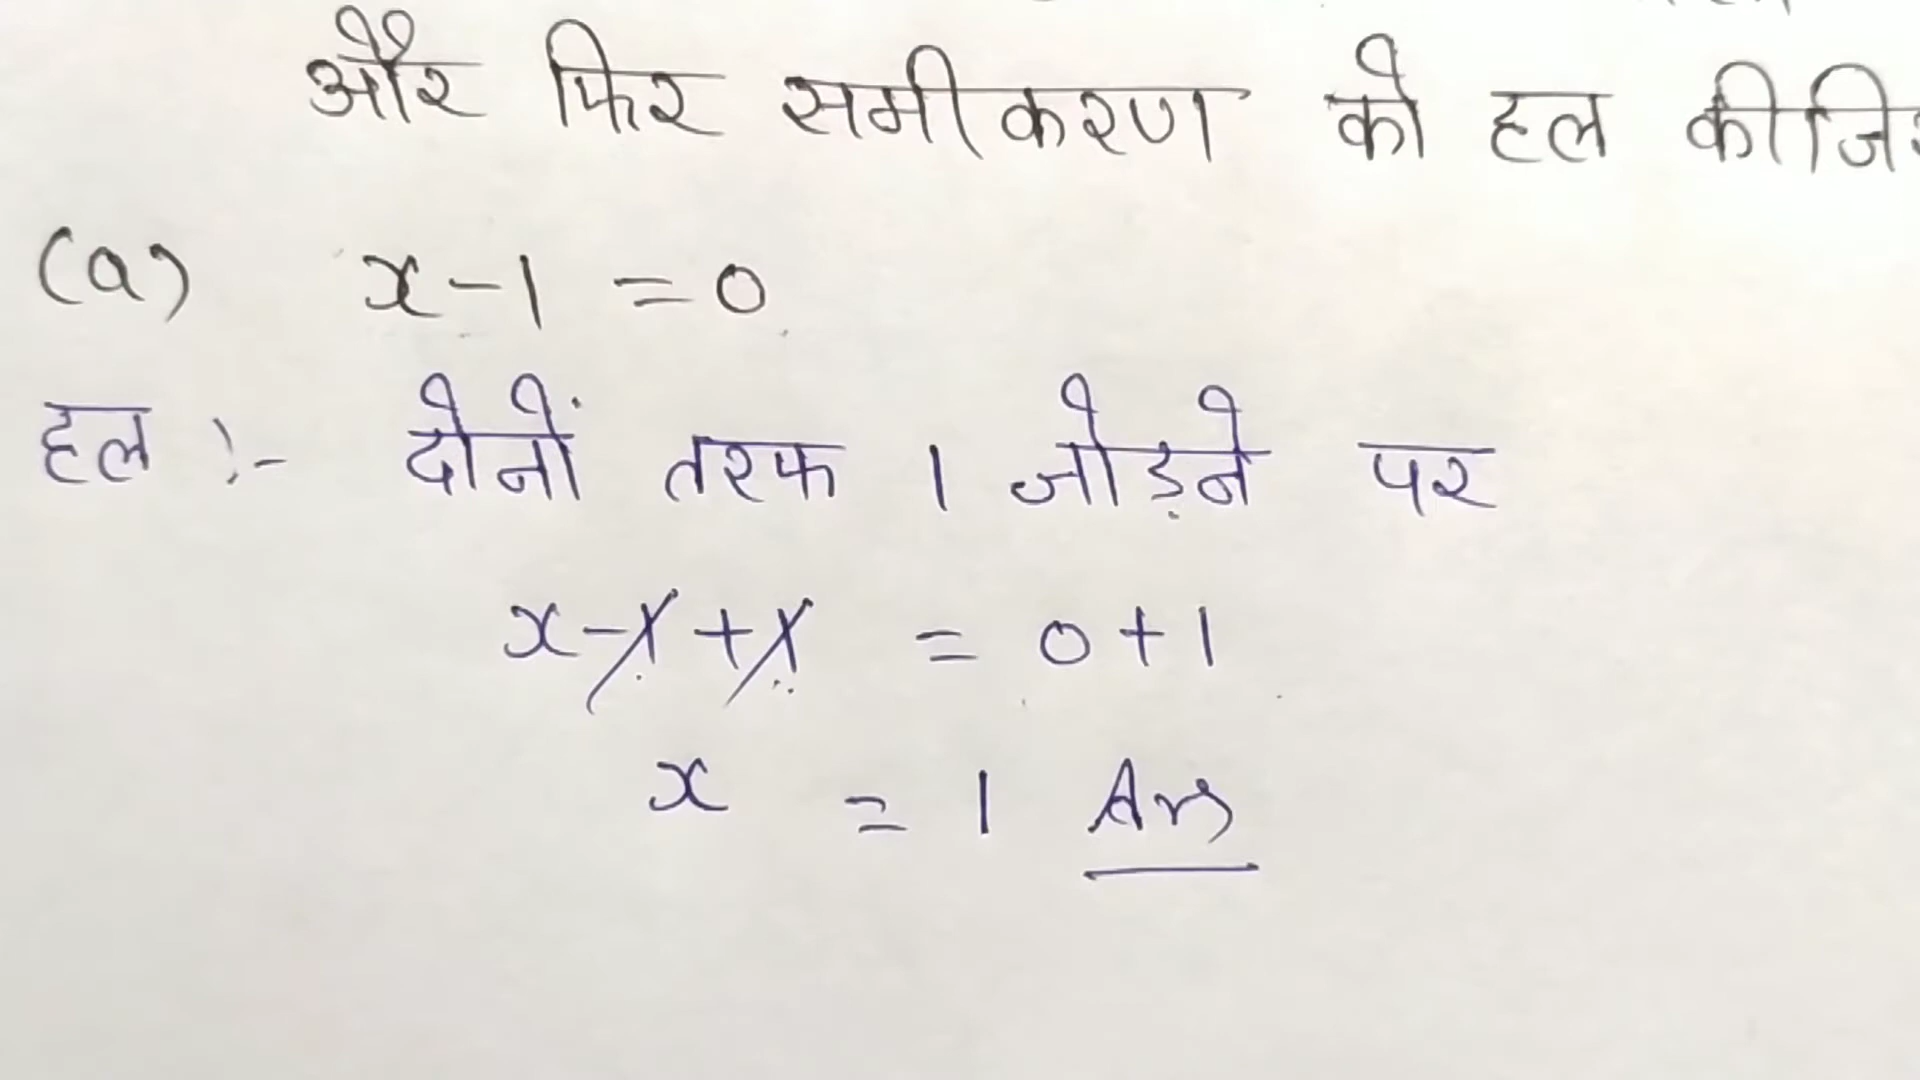 और फिर समीकरण को हल
(a) x-1 = 0
हल :- दोनों तरफ 1 जोड़ने पर
x-1+1 = 0+1
x = 1 Ans